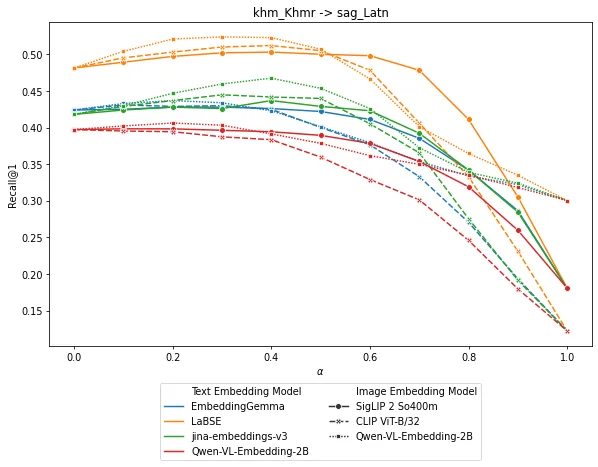 khm_Khmr -> sag_Latn
Recall@1
0.50
0.45
0.40
0.35
0.30
0.25
0.20
0.15
0.0 0.2 0.4 0.6 0.8 1.0
α
Text Embedding Model Image Embedding Model
EmbeddingGemma SigLIP 2 So400m
LaBSE CLIP ViT-B/32
jina-embeddings-v3 Qwen-VL-Embedding-2B
Qwen-VL-Embedding-2B